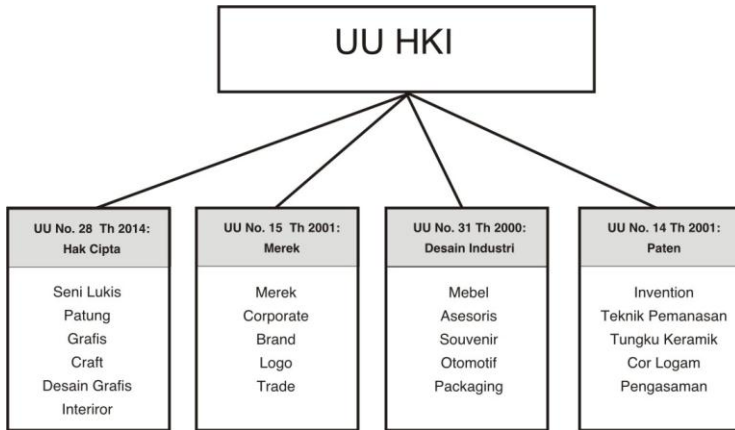 UU HKI
UU No. 28 Th 2014:
Hak Cipta
Seni Lukis
Patung
Grafis
Craft
Desain Grafis
Interiror
UU No. 15 Th 2001:
Merek
Merek
Corporate
Brand
Logo
Trade
UU No. 31 Th 2000:
Desain Industri
Mebel
Asesoris
Souvenir
Otomotif
Packaging
UU No. 14 Th 2001:
Paten
Invention
Teknik Pemanasan
Tungku Keramik
Cor Logam
Pengasaman